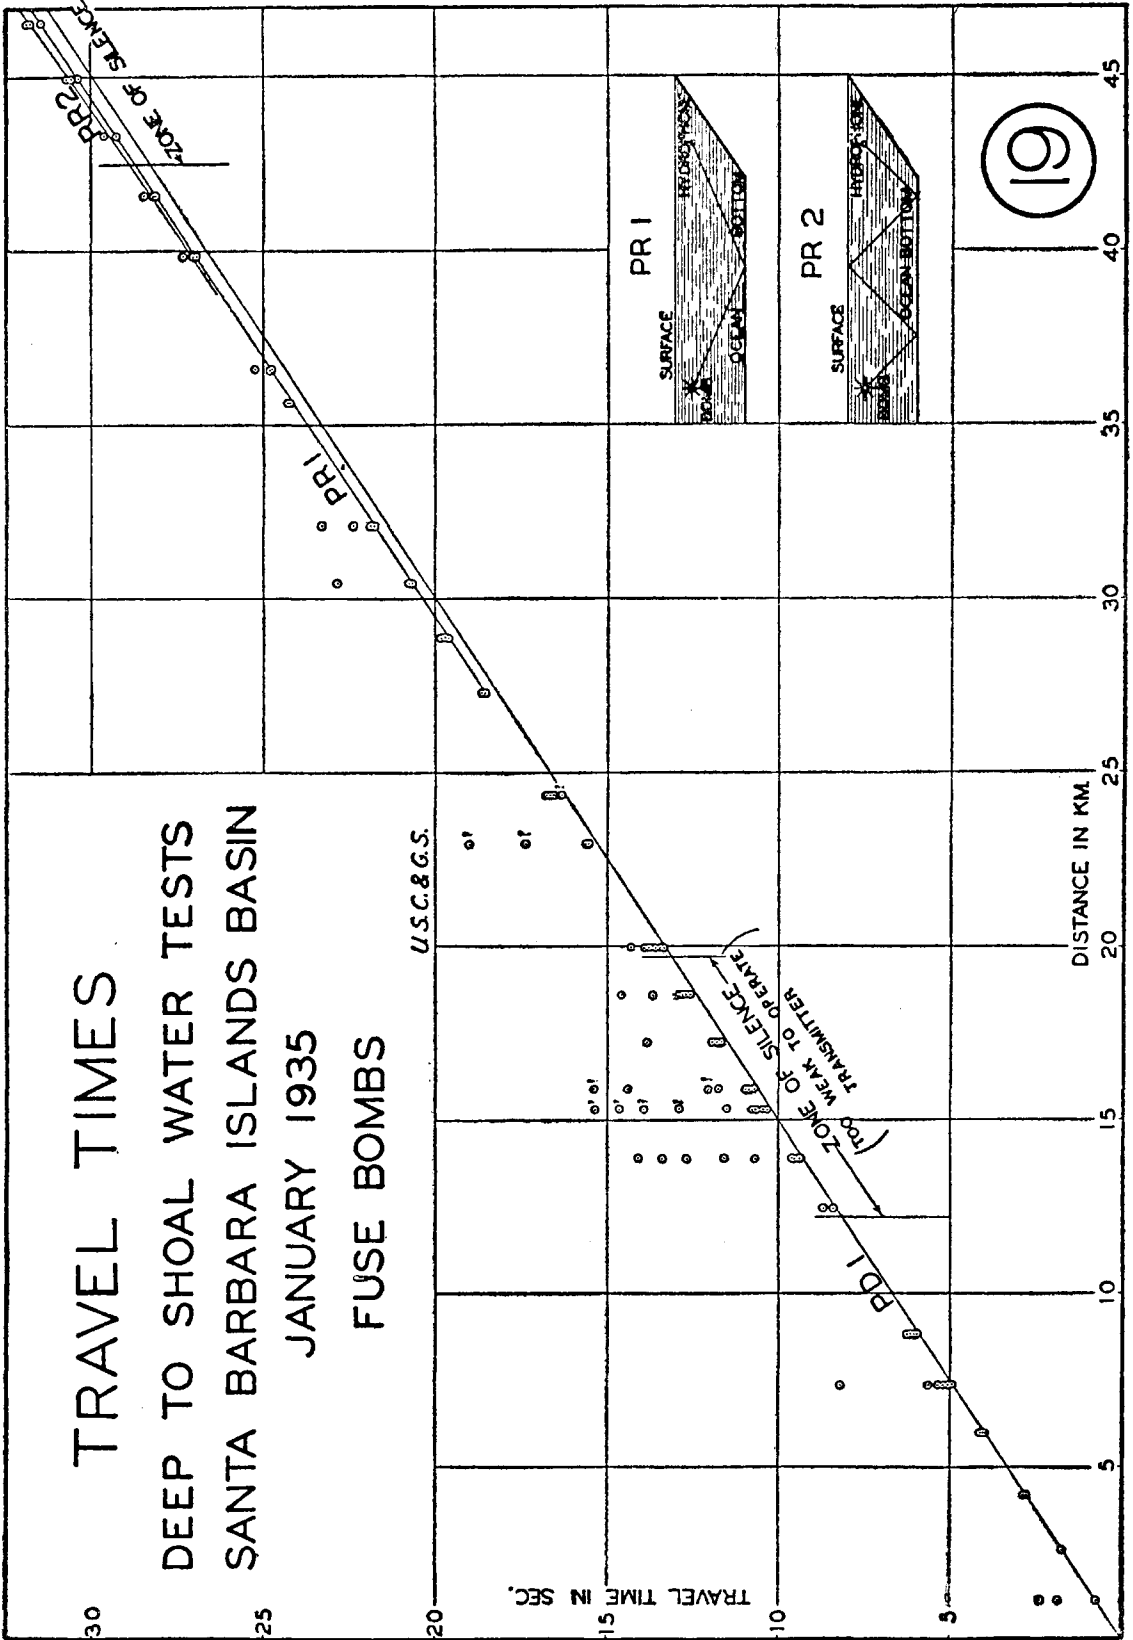 TRAVEL TIMES
DEEP TO SHOAL WATER TESTS
SANTA BARBARA ISLANDS BASIN
JANUARY 1935
FUSE BOMBS
U.S.C.&G.S.
TRAVEL TIME IN SEC.
30
25
20
15
10
5
DISTANCE IN KM.
5
10
15
20
25
30
35
40
45
PD 1
ZONE OF SILENCE
(TOO WEAK TO OPERATE
TRANSMITTER)
PR 1
PR2
ZONE OF SILENCE
PR 1
SURFACE
BOMB
HYDROPHONE
OCEAN BOTTOM
PR 2
SURFACE
BOMB
HYDROPHONE
OCEAN BOTTOM
19